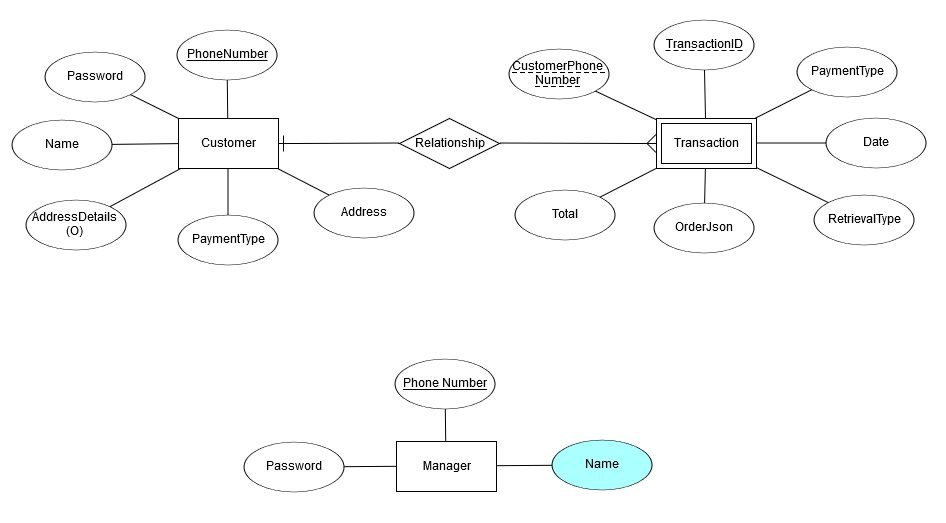 PhoneNumber
Password
Name
Customer
AddressDetails
(O)
PaymentType
Address
Relationship
TransactionID
CustomerPhone
Number
PaymentType
Transaction
Date
Total
OrderJson
RetrievalType
Phone Number
Password
Manager
Name